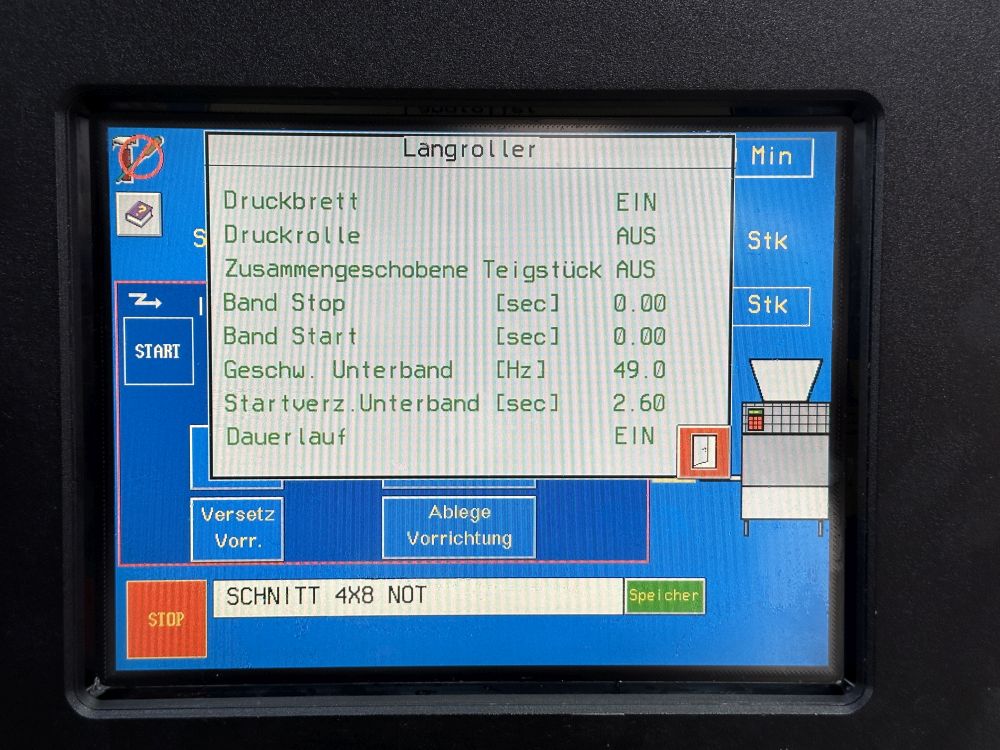 Langroller
Min
Druckbrett EIN
Druckrolle AUS
S
Stk
Zusammengeschobene Teigstück AUS
Band Stop [sec] 0.00
Stk
Band Start [sec] 0.00
START
Geschw. Unterband [Hz] 49.0
Startverz.Unterband [sec] 2.60
Dauerlauf EIN
Versetz
Vorr.
Ablege
Vorrichtung
SCHNITT 4X8 NOT
Speicher
STOP